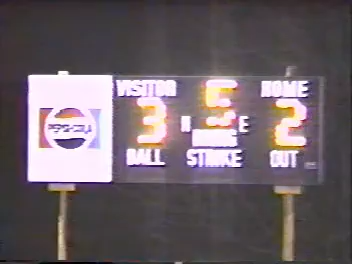 PEPSI-COLA
VISITOR HOME
3 5 2
H E
INNING
BALL STRIKE OUT